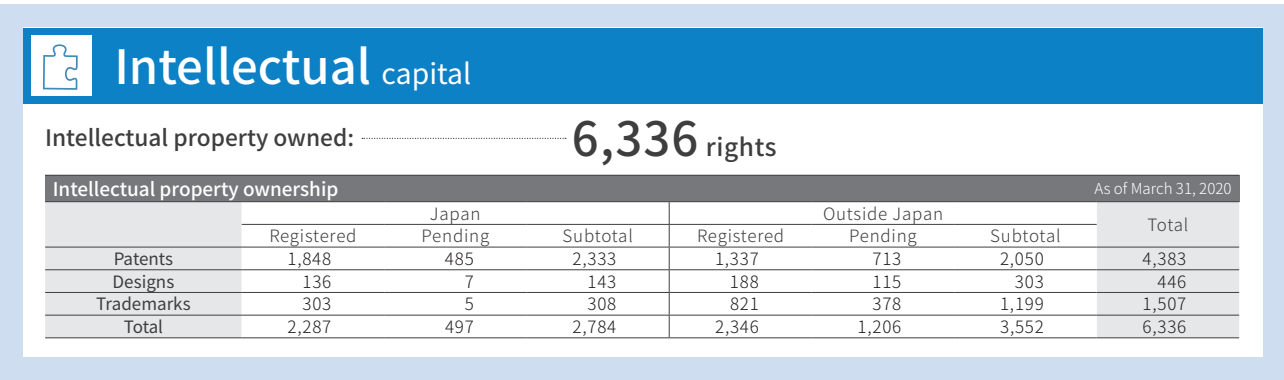 Intellectual capital
Intellectual property owned: 6,336 rights
Intellectual property ownership As of March 31, 2020
Japan Outside Japan Total
Registered Pending Subtotal Registered Pending Subtotal
Patents 1,848 485 2,333 1,337 713 2,050 4,383
Designs 136 7 143 188 115 303 446
Trademarks 303 5 308 821 378 1,199 1,507
Total 2,287 497 2,784 2,346 1,206 3,552 6,336